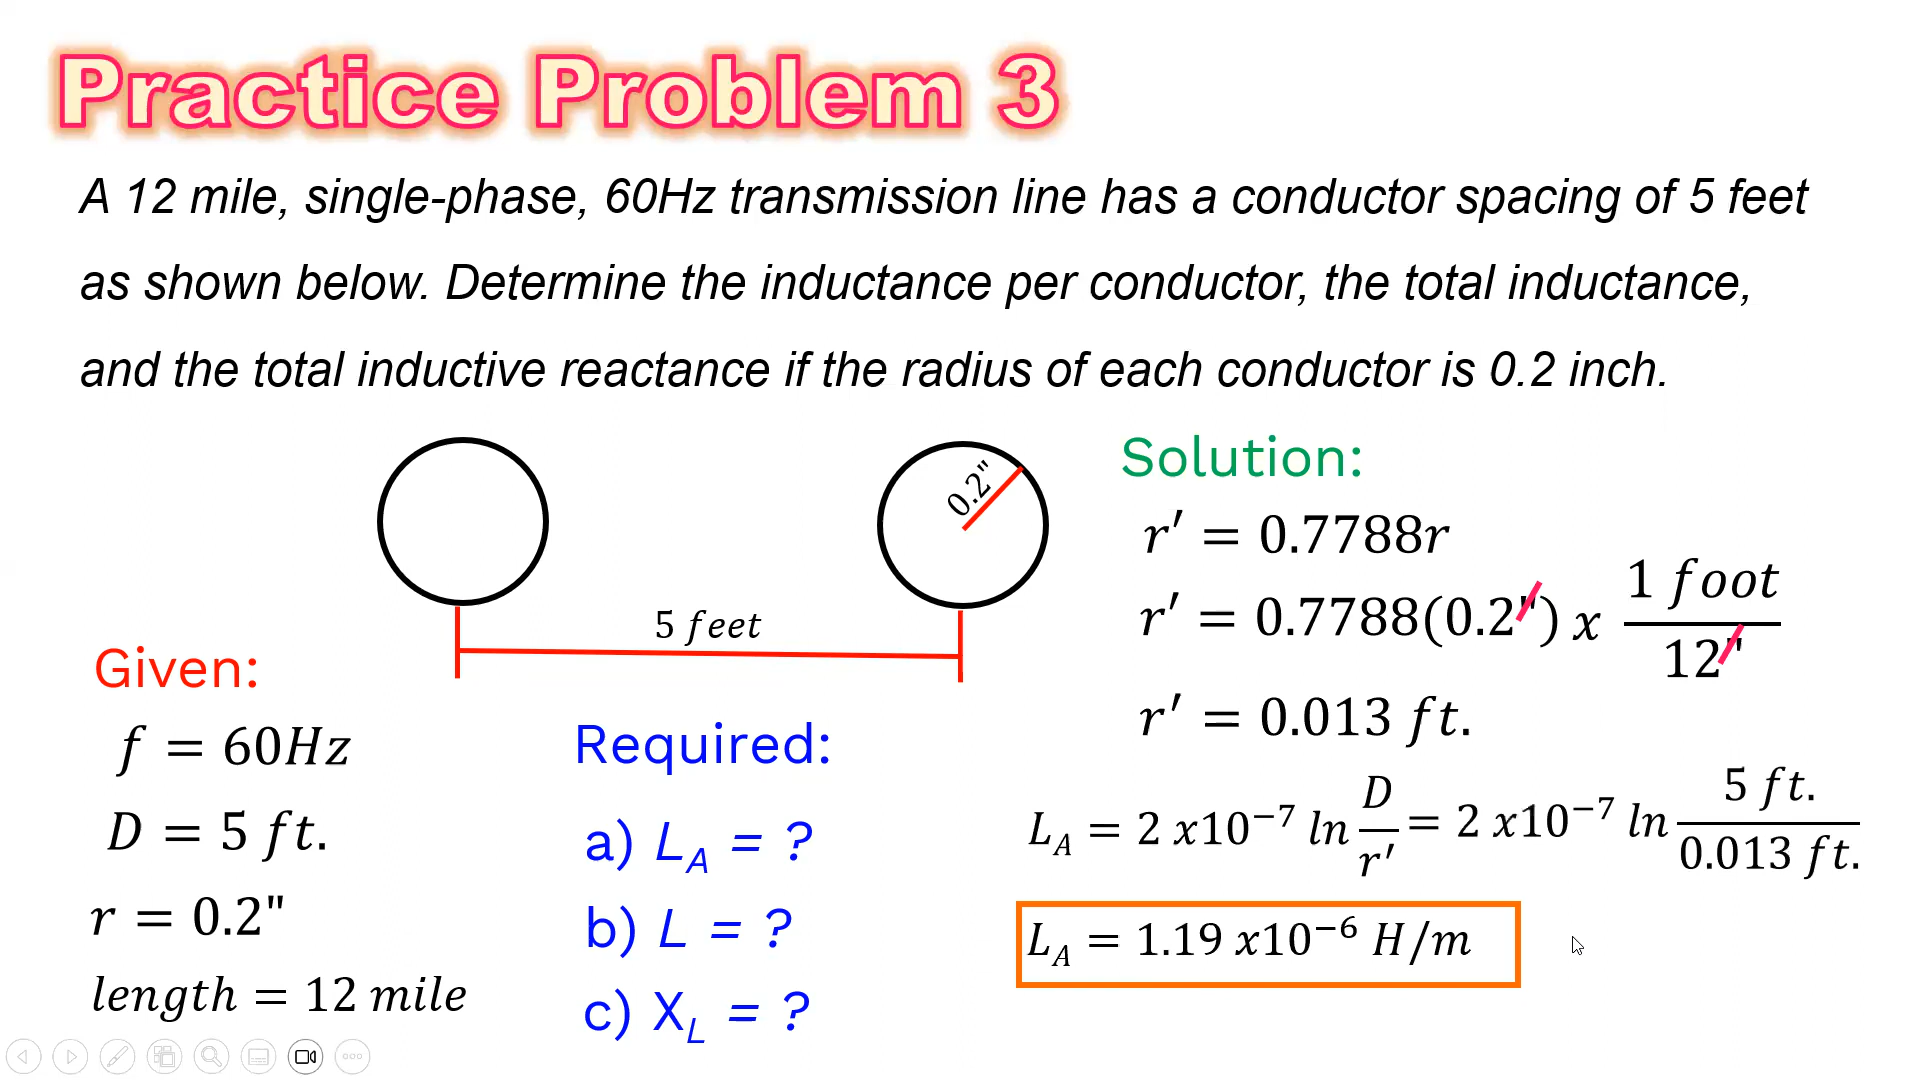 Practice Problem 3
A 12 mile, single-phase, 60Hz transmission line has a conductor spacing of 5 feet
as shown below. Determine the inductance per conductor, the total inductance,
and the total inductive reactance if the radius of each conductor is 0.2 inch.
0.2"
5 feet
Given:
f = 60Hz
D = 5 ft.
r = 0.2"
length = 12 mile
Required:
a) L_A = ?
b) L = ?
c) X_L = ?
Solution:
r′ = 0.7788r
r′ = 0.7788(0.2") x 1 foot / 12"
r′ = 0.013 ft.
L_A = 2 x10⁻⁷ ln D/r′ = 2 x10⁻⁷ ln 5 ft./0.013 ft.
L_A = 1.19 x10⁻⁶ H/m